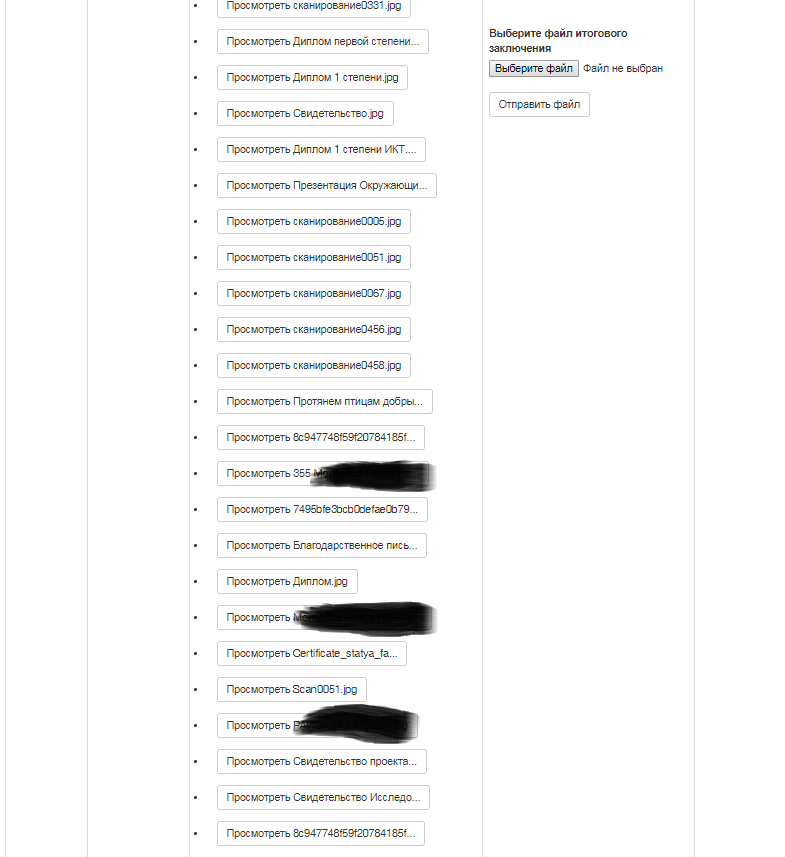 Просмотреть сканирование0331.jpg
Просмотреть Диплом первой степени...
Просмотреть Диплом 1 степени.jpg
Просмотреть Свидетельство.jpg
Просмотреть Диплом 1 степени ИКТ....
Просмотреть Презентация Окружающи...
Просмотреть сканирование0005.jpg
Просмотреть сканирование0051.jpg
Просмотреть сканирование0067.jpg
Просмотреть сканирование0456.jpg
Просмотреть сканирование0458.jpg
Просмотреть Протянем птицам добры...
Просмотреть 8c947748f59f20784185f...
Просмотреть 355
Просмотреть 7495bfe3bcb0defae0b79...
Просмотреть Благодарственное пись...
Просмотреть Диплом.jpg
Просмотреть
Просмотреть Certificate_statya_fa...
Просмотреть Scan0051.jpg
Просмотреть
Просмотреть Свидетельство проекта...
Просмотреть Свидетельство Исследо...
Просмотреть 8c947748f59f20784185f...
Выберите файл итогового
заключения
Выберите файл Файл не выбран
Отправить файл